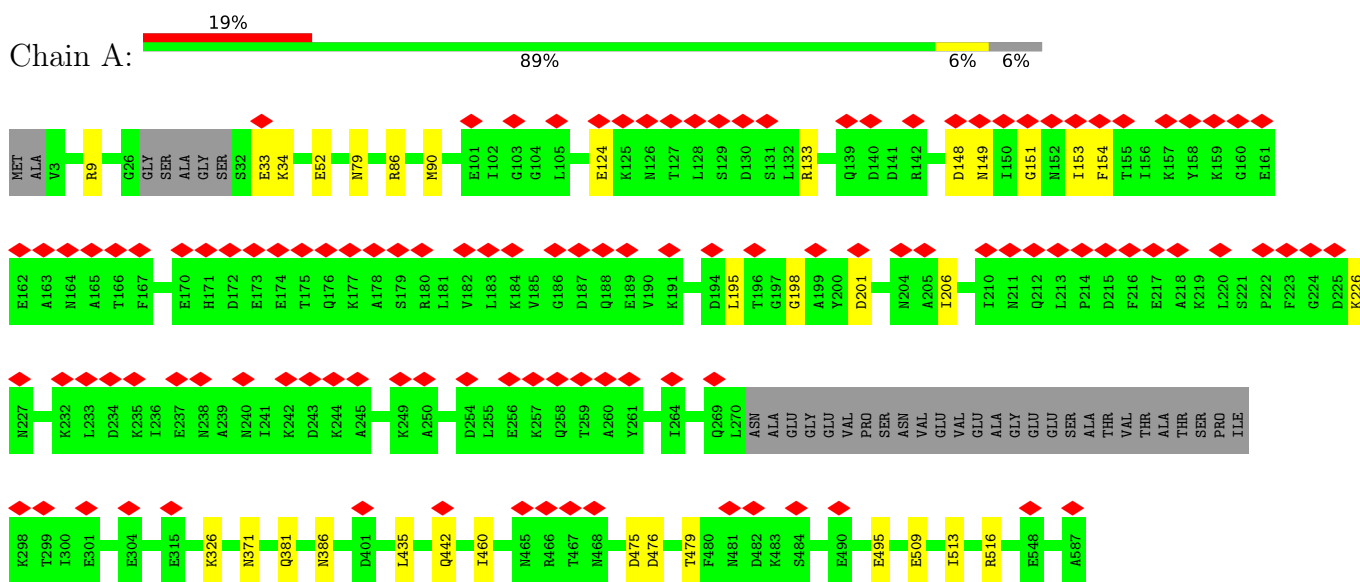 19%
Chain A:
89%
6%
6%
MET ALA V3 R9 G26 GLY SER ALA GLY SER S32 E33 K34 E52 N79 R86 M90 E101 I102 G103 G104 L105 E124 K125 N126 T127 L128 S129 D130 S131 L132 R133 Q139 D140 D141 R142 D148 N149 I150 G151 N152 I153 F154 T155 I156 K157 Y158 K159 G160 E161
E162 A163 N164 A165 T166 F167 E170 H171 D172 E173 E174 T175 Q176 K177 A178 S179 R180 L181 V182 L183 K184 V185 G186 D187 Q188 E189 V190 K191 D194 L195 T196 G197 G198 A199 Y200 D201 N204 A205 I206 I210 N211 Q212 L213 P214 D215 F216 E217 A218 K219 L220 S221 P222 F223 G224 D225 K226
N227 K232 L233 D234 K235 I236 E237 N238 A239 N240 I241 K242 D243 K244 A245 K249 A250 D254 L255 E256 K257 Q258 T259 A260 Y261 I264 Q269 L270 ASN ALA GLU GLY GLU VAL PRO SER ASN VAL GLU VAL GLU ALA GLY GLU GLU SER ALA THR VAL THR ALA THR SER PRO ILE
K298 T299 I300 E301 E304 E315 K326 N371 Q381 N386 D401 L435 Q442 I460 N465 R466 T467 N468 D475 D476 T479 F480 N481 D482 K483 S484 E490 E495 E509 I513 R516 E548 A587